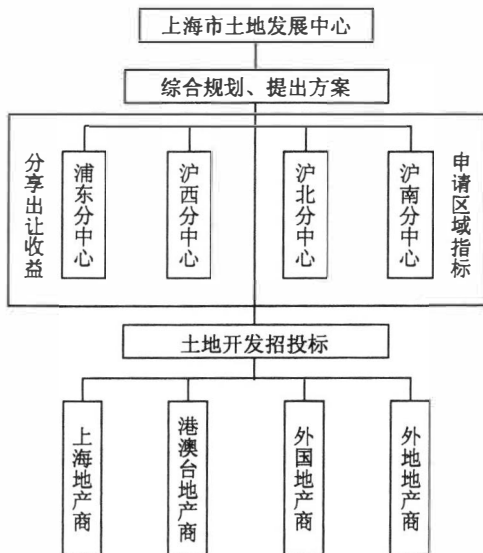 上海市土地发展中心
综合规划、提出方案
分享出让收益
浦东分中心
沪西分中心
沪北分中心
沪南分中心
申请区域指标
土地开发招投标
上海地产商
港澳台地产商
外国地产商
外地地产商